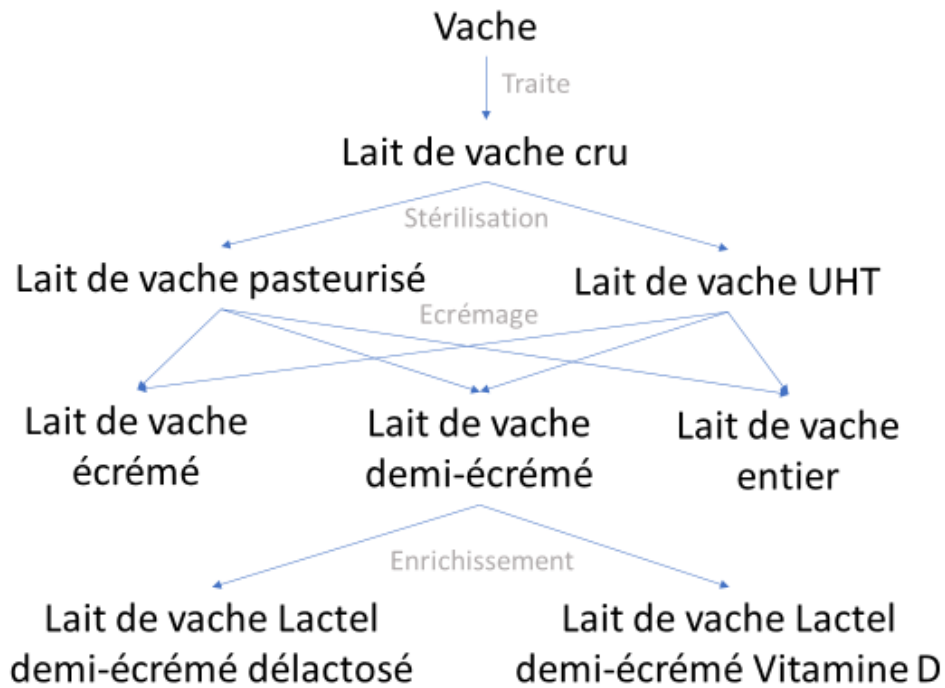 Vache
Traite
Lait de vache cru
Stérilisation
Lait de vache pasteurisé
Lait de vache UHT
Ecrémage
Lait de vache
écrémé
Lait de vache
demi-écrémé
Lait de vache
entier
Enrichissement
Lait de vache Lactel
demi-écrémé délactosé
Lait de vache Lactel
demi-écrémé Vitamine D